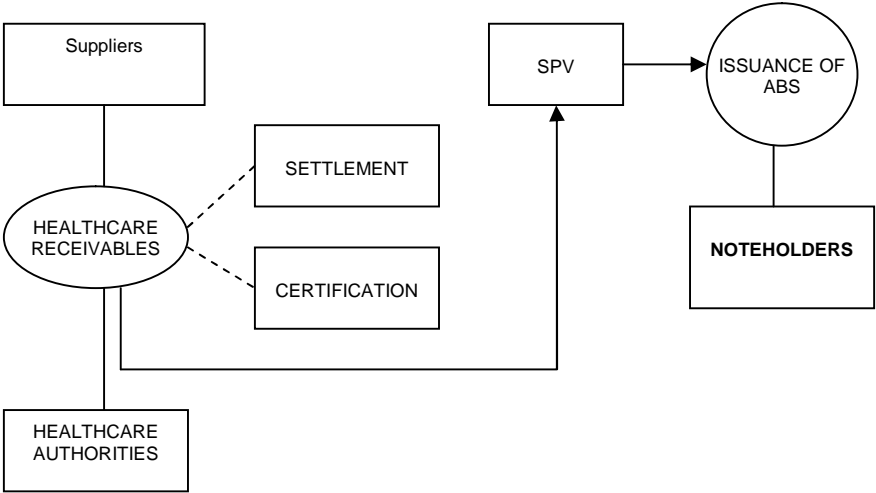 Suppliers
SPV
ISSUANCE OF
ABS
SETTLEMENT
HEALTHCARE
RECEIVABLES
NOTEHOLDERS
CERTIFICATION
HEALTHCARE
AUTHORITIES